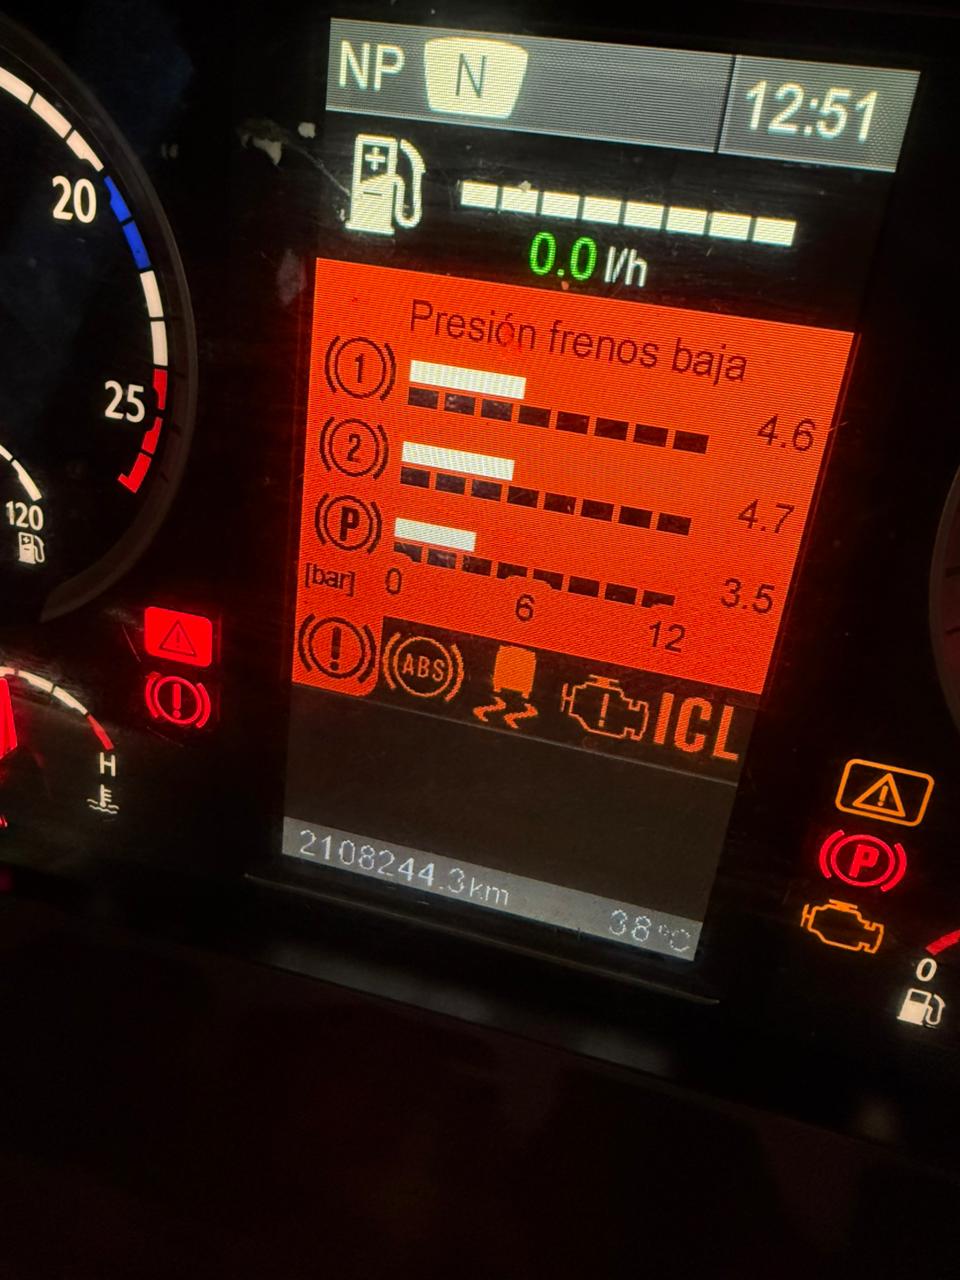 NP N 12:51
20
0.0 l/h
Presión frenos baja
1 4.6
25
2 4.7
P 3.5
[bar] 0 6 12
120
! ABS ! ICL
!
H
P
2108244.3km 38°C
0